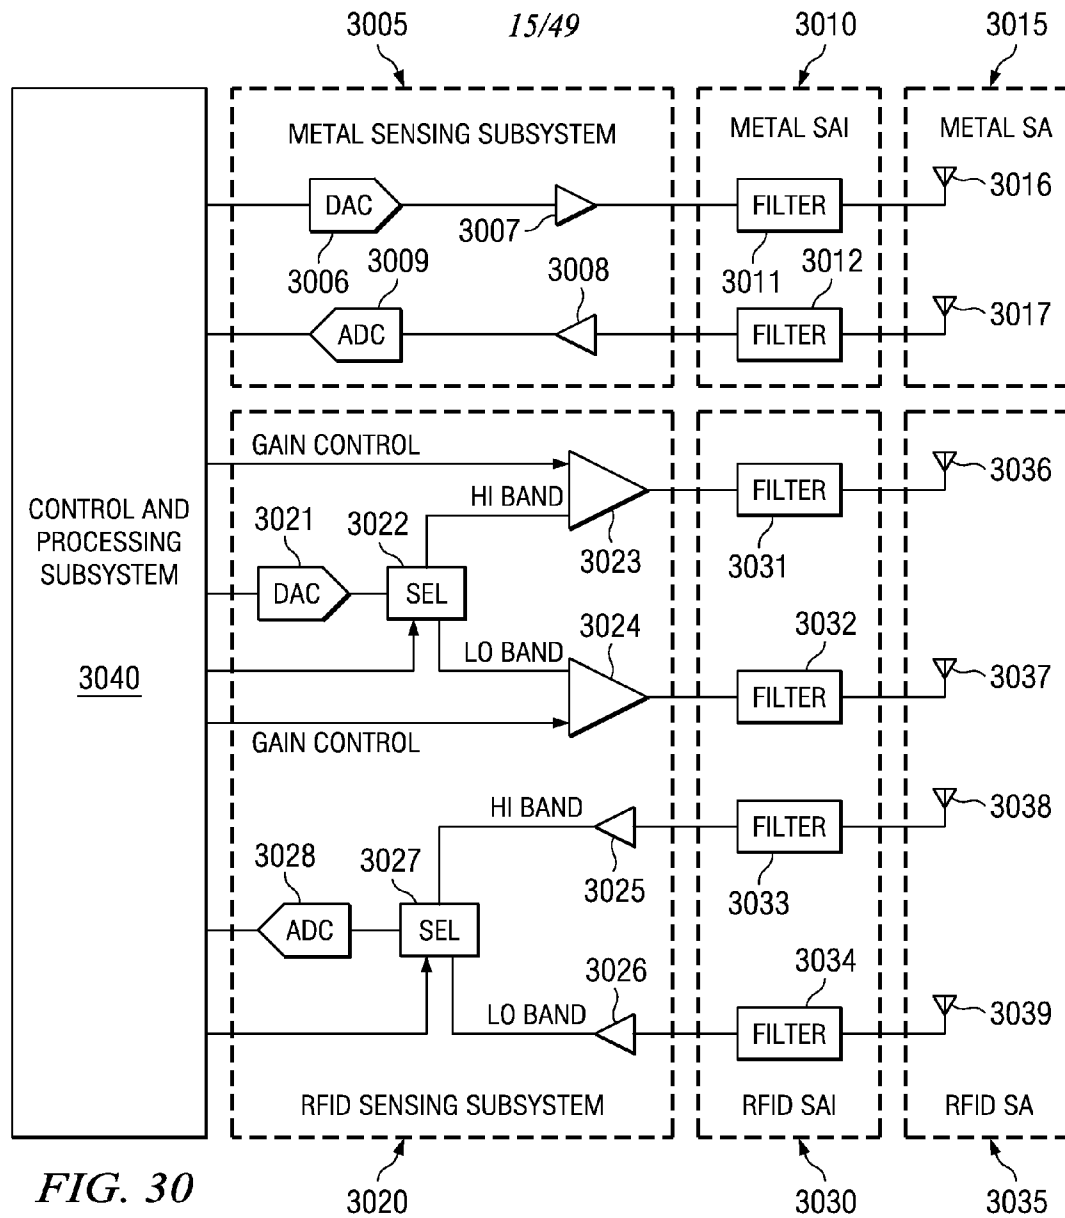 3005
15/49
3010
3015
METAL SENSING SUBSYSTEM
METAL SAI
METAL SA
DAC
3006
3007
FILTER
3011
3016
3009
ADC
3008
3012
FILTER
3017
CONTROL AND
PROCESSING
SUBSYSTEM
3040
GAIN CONTROL
HI BAND
3023
FILTER
3031
3036
3021
DAC
3022
SEL
LO BAND
3024
3032
FILTER
3037
GAIN CONTROL
HI BAND
3025
FILTER
3033
3038
3028
ADC
3027
SEL
LO BAND
3026
3034
FILTER
3039
RFID SENSING SUBSYSTEM
RFID SAI
RFID SA
FIG. 30
3020
3030
3035